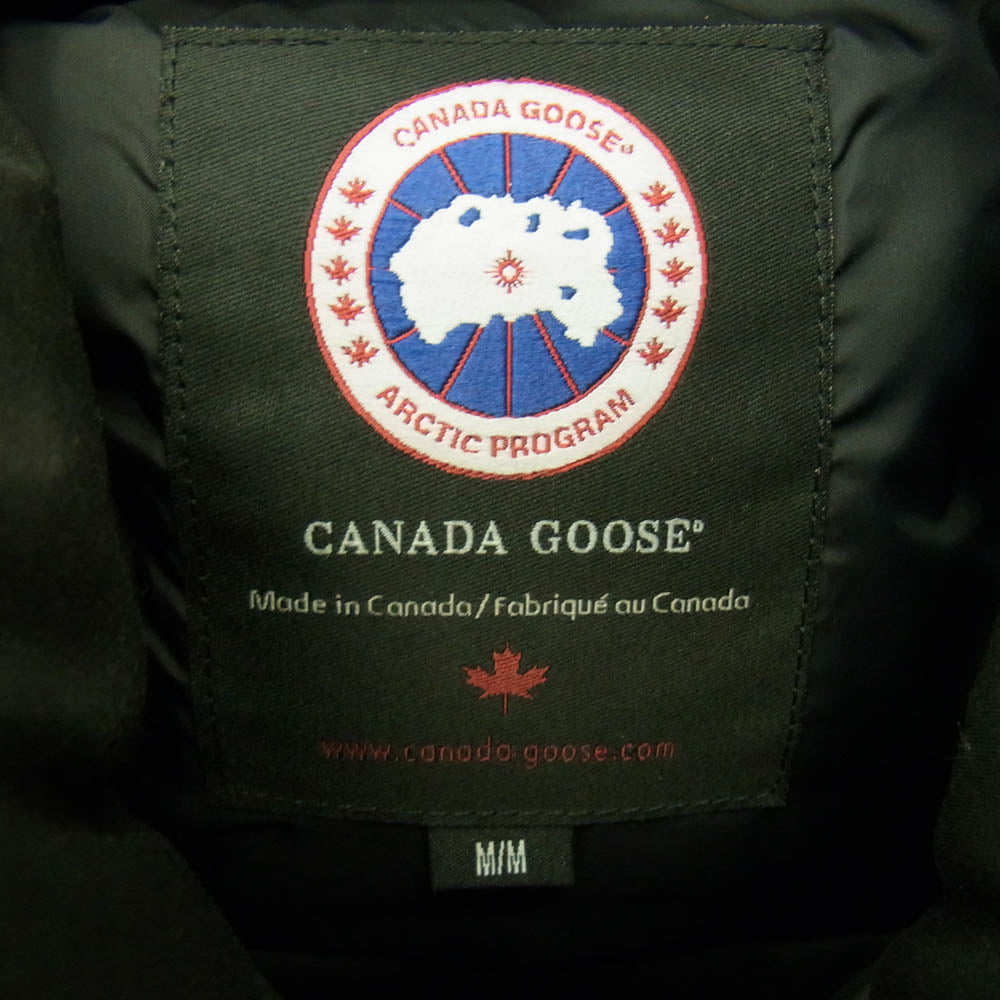 CANADA GOOSE®
ARCTIC PROGRAM
CANADA GOOSE®
Made in Canada/Fabriqué au Canada
www.canada-goose.com
M/M